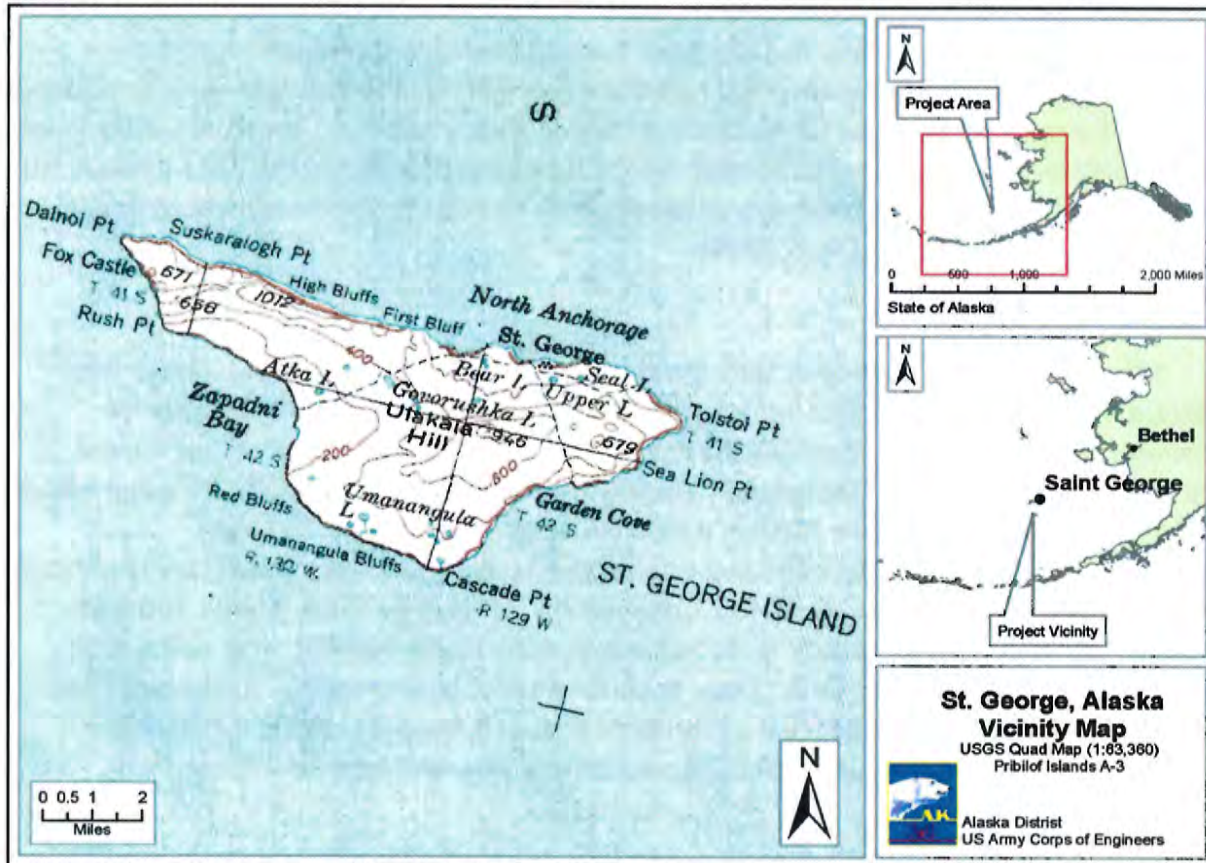 S
Dalnoi Pt
Suskaralogh Pt
Fox Castle
T 41 S
Rush Pt
671
658
1012
High Bluffs
First Bluff
North Anchorage
St. George
400
Atka L
Bear L
Seal L
Upper L
Govorushka L
Ulakaia
Hill
946
679
Tolstoi Pt
T 41 S
Sea Lion Pt
Zapadni
Bay
T 42 S
200
Umanangula
L
Garden Cove
T 42 S
Red Bluffs
Umanangula Bluffs
R 130 W
Cascade Pt
R 129 W
ST. GEORGE ISLAND
0 0.5 1 2
Miles
N
N
Project Area
0 500 1,000 2,000 Miles
State of Alaska
N
Bethel
Saint George
Project Vicinity
St. George, Alaska
Vicinity Map
USGS Quad Map (1:63,360)
Pribilof Islands A-3
AK
Alaska District
US Army Corps of Engineers